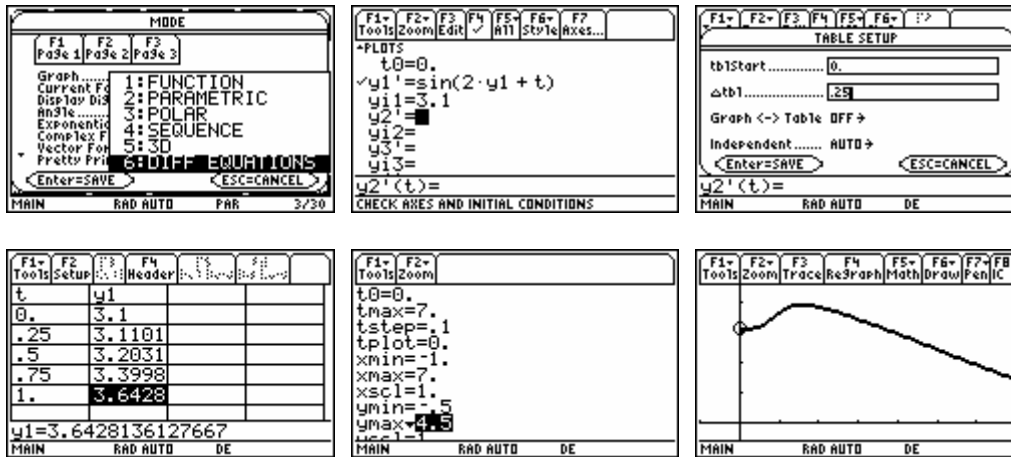 MODE
F1 F2 F3
Page 1 Page 2 Page 3
Graph......
Current Fo
Display Dig
Angle......
Exponentia
Complex F
Vector For
Pretty Pri
1:FUNCTION
2:PARAMETRIC
3:POLAR
4:SEQUENCE
5:3D
6:DIFF EQUATIONS
Enter=SAVE ESC=CANCEL
MAIN RAD AUTO PAR 3/30
F1 F2 F3 F4 F5 F6 F7
Tools Zoom Edit ✓ All Style Axes...
PLOTS
t0=0.
✓y1'=sin(2·y1 + t)
yi1=3.1
y2'=
yi2=
y3'=
yi3=
y2'(t)=
CHECK AXES AND INITIAL CONDITIONS
F1 F2 F3 F4 F5 F6
TABLE SETUP
tblStart............... 0.
△tbl.................. .25
Graph <-> Table OFF→
Independent...... AUTO→
Enter=SAVE ESC=CANCEL
y2'(t)=
MAIN RAD AUTO DE
F1 F2 F4
Tools Setup Header
t y1
0. 3.1
.25 3.1101
.5 3.2031
.75 3.3998
1. 3.6428
y1=3.6428136127667
MAIN RAD AUTO DE
F1 F2
Tools Zoom
t0=0.
tmax=7.
tstep=.1
tplot=0.
xmin=-1.
xmax=7.
xscl=1.
ymin=-.5
ymax=4.5
yscl=1
MAIN RAD AUTO DE
F1 F2 F3 F4 F5 F6 F7 F8
Tools Zoom Trace Regraph Math Draw Pen IC
MAIN RAD AUTO DE